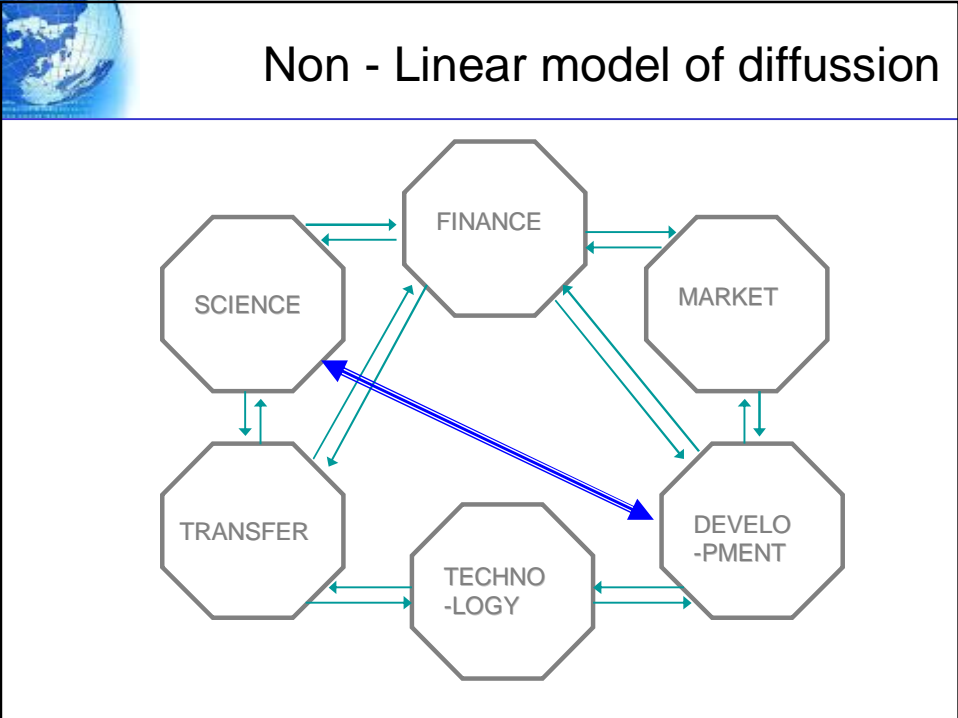 Non - Linear model of diffussion
FINANCE
SCIENCE
MARKET
TRANSFER
DEVELO
-PMENT
TECHNO
-LOGY